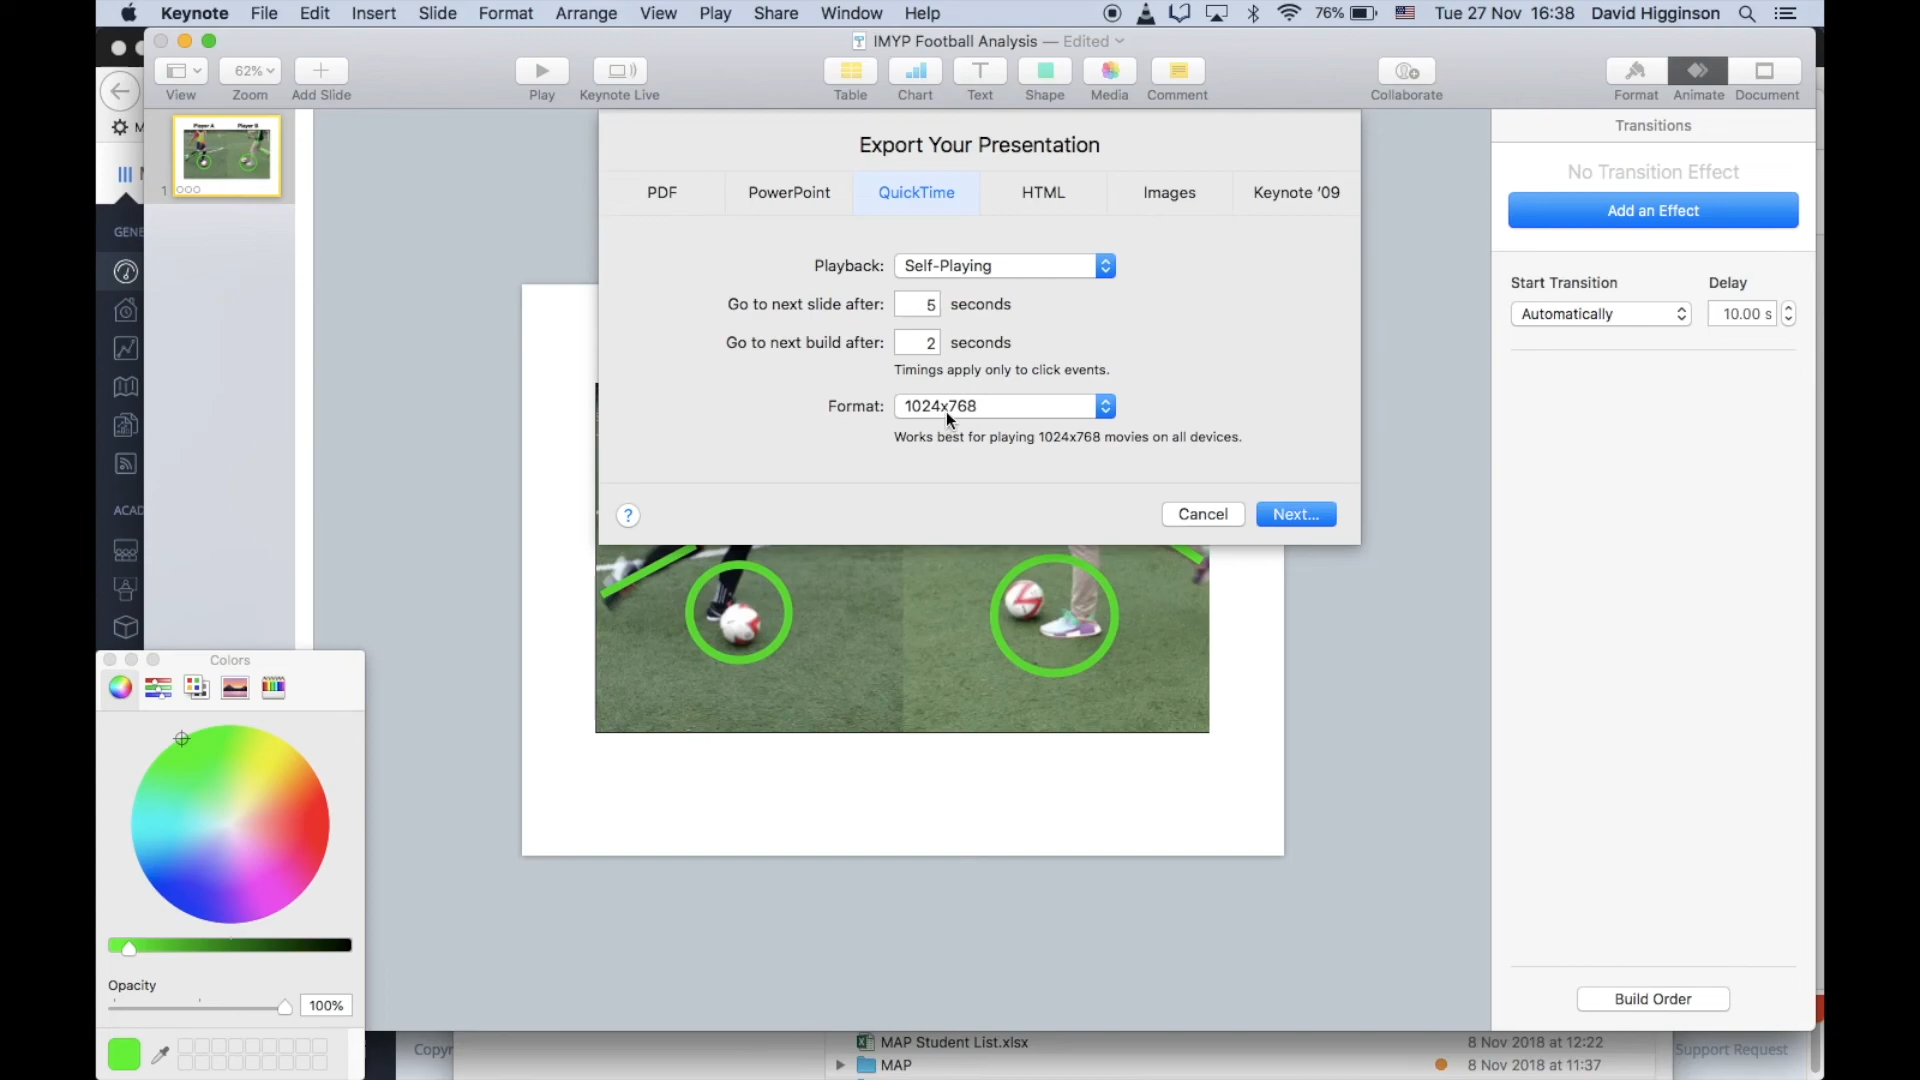 Keynote File Edit Insert Slide Format Arrange View Play Share Window Help 76% Tue 27 Nov 16:38 David Higginson
IMYP Football Analysis — Edited
62%
View Zoom Add Slide Play Keynote Live Table Chart Text Shape Media Comment Collaborate Format Animate Document
M
GENE
ACAD
Player A Player B
1
Export Your Presentation
PDF PowerPoint QuickTime HTML Images Keynote '09
Playback: Self-Playing
Go to next slide after: 5 seconds
Go to next build after: 2 seconds
Timings apply only to click events.
Format: 1024x768
Works best for playing 1024x768 movies on all devices.
? Cancel Next...
Transitions
No Transition Effect
Add an Effect
Start Transition Delay
Automatically 10.00 s
Build Order
Colors
Opacity
100%
Copyr
MAP Student List.xlsx 8 Nov 2018 at 12:22
MAP 8 Nov 2018 at 11:37
Support Request